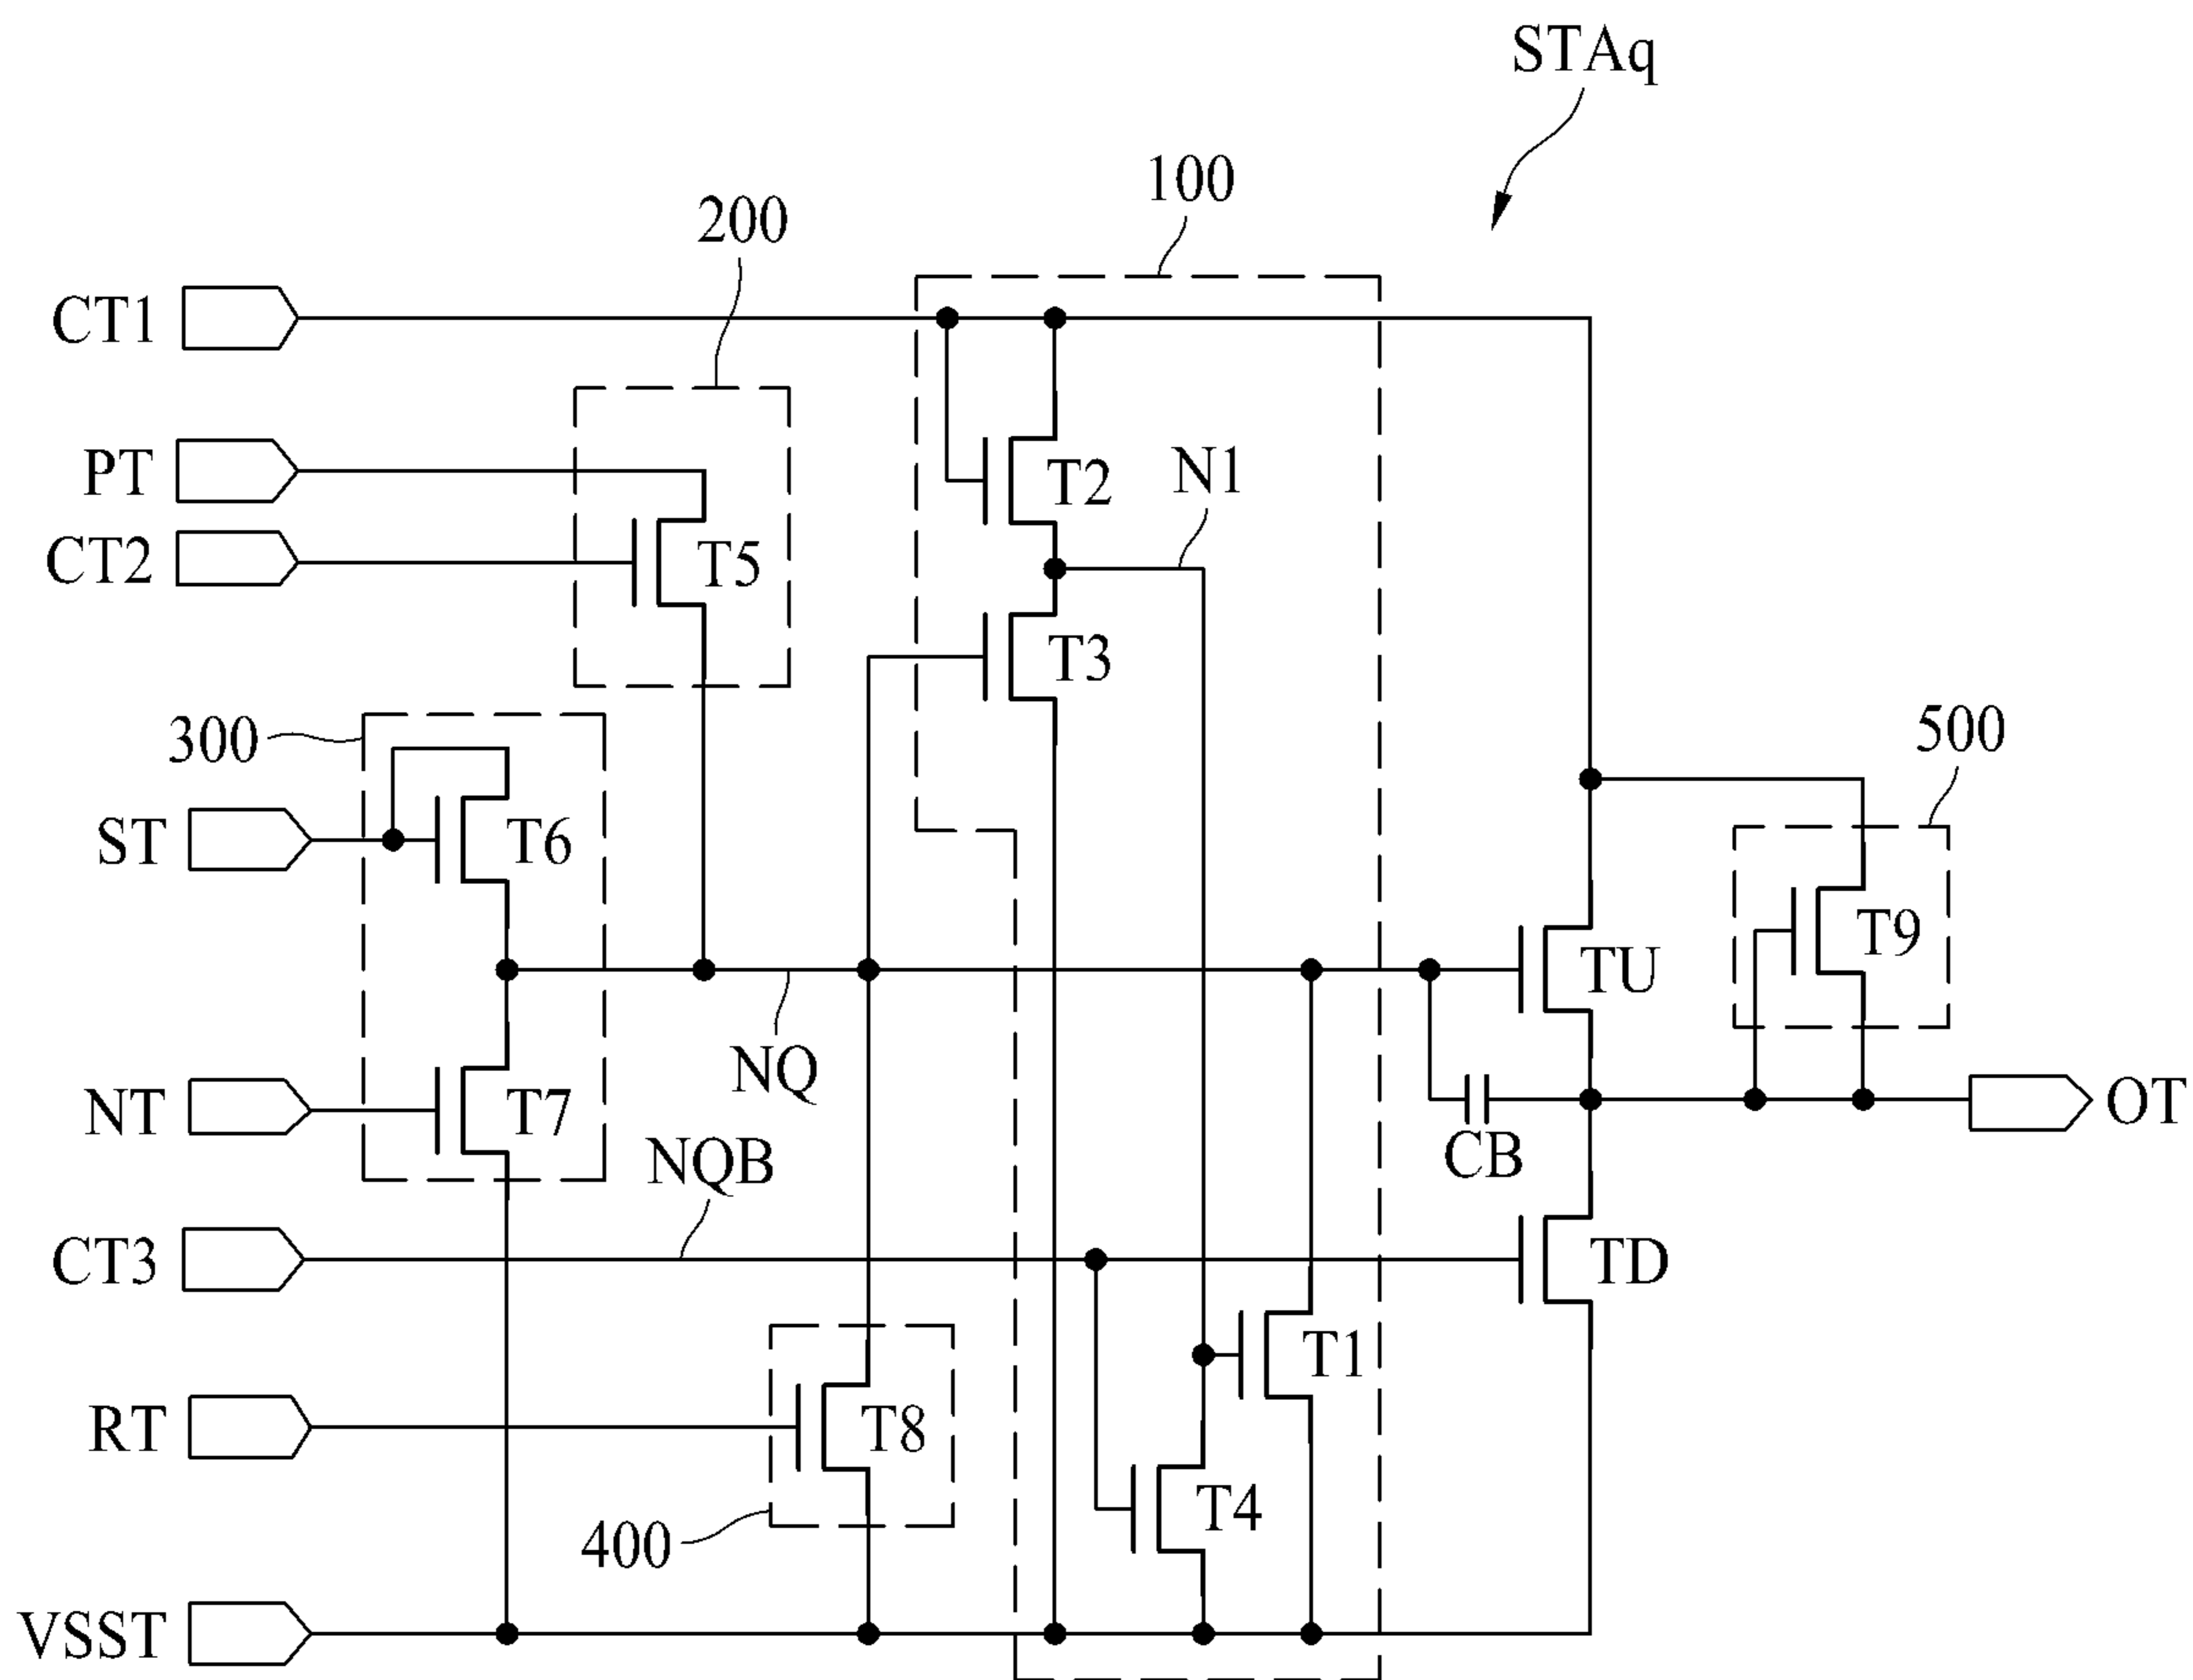 STAq
100
200
CT1
PT
T2
N1
CT2
T5
T3
300
500
ST
T6
T9
TU
NQ
NT
T7
OT
NQB
CB
CT3
TD
T1
RT
T8
T4
400
VSST